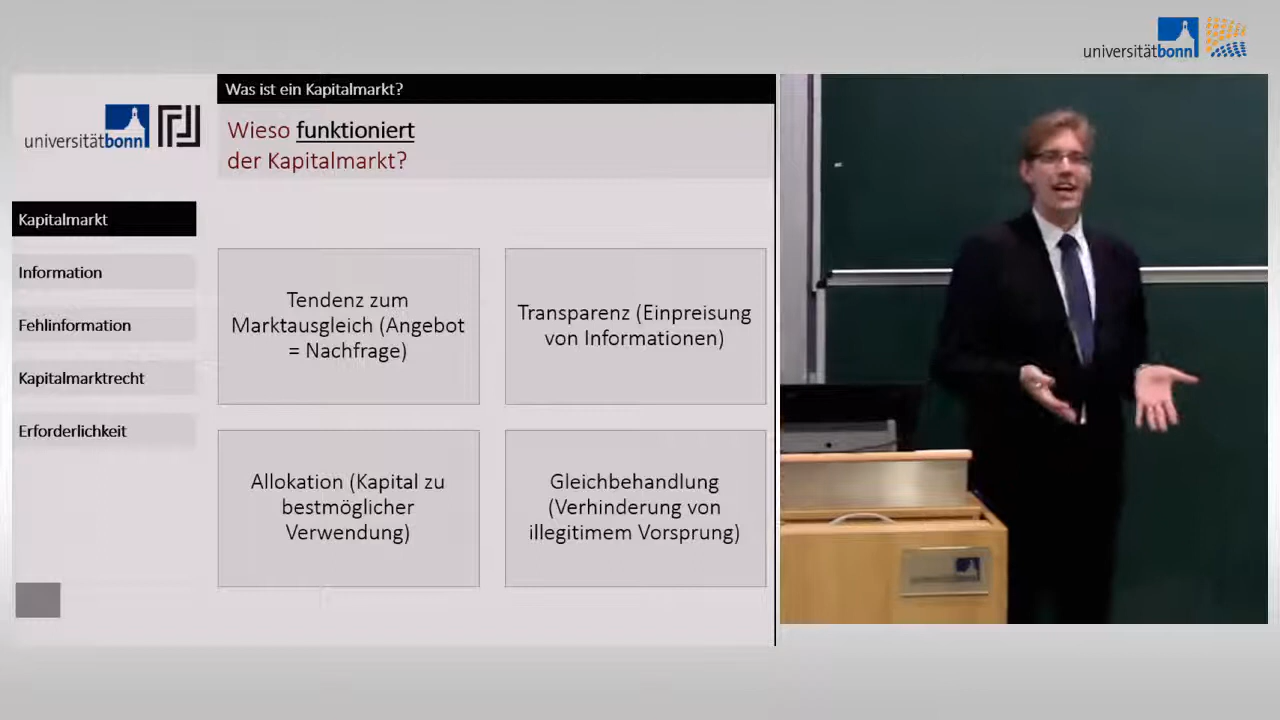 universitätbonn
Was ist ein Kapitalmarkt?
universitätbonn
Wieso funktioniert
der Kapitalmarkt?
Kapitalmarkt
Information
Fehlinformation
Kapitalmarktrecht
Erforderlichkeit
Tendenz zum
Marktausgleich (Angebot
= Nachfrage)
Transparenz (Einpreisung
von Informationen)
Allokation (Kapital zu
bestmöglicher
Verwendung)
Gleichbehandlung
(Verhinderung von
illegitimem Vorsprung)